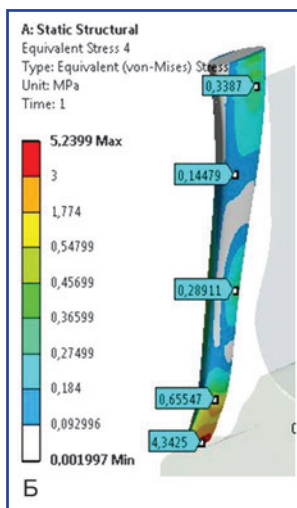 A: Static Structural
Equivalent Stress 4
Type: Equivalent (von-Mises) Stress
Unit: MPa
Time: 1
0,3387
5,2399 Max
3
0,14479
1,774
0,54799
0,45699
0,28911
0,36599
0,27499
0,184
0,65547
0,092996
4,3425
0,001997 Min
Б